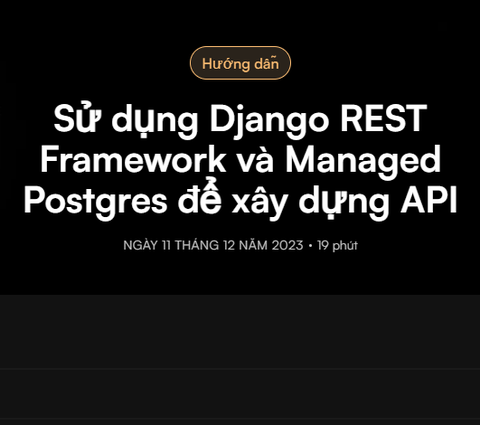 Hướng dẫn
Sử dụng Django REST
Framework và Managed
Postgres để xây dựng API
NGÀY 11 THÁNG 12 NĂM 2023 • 19 phút